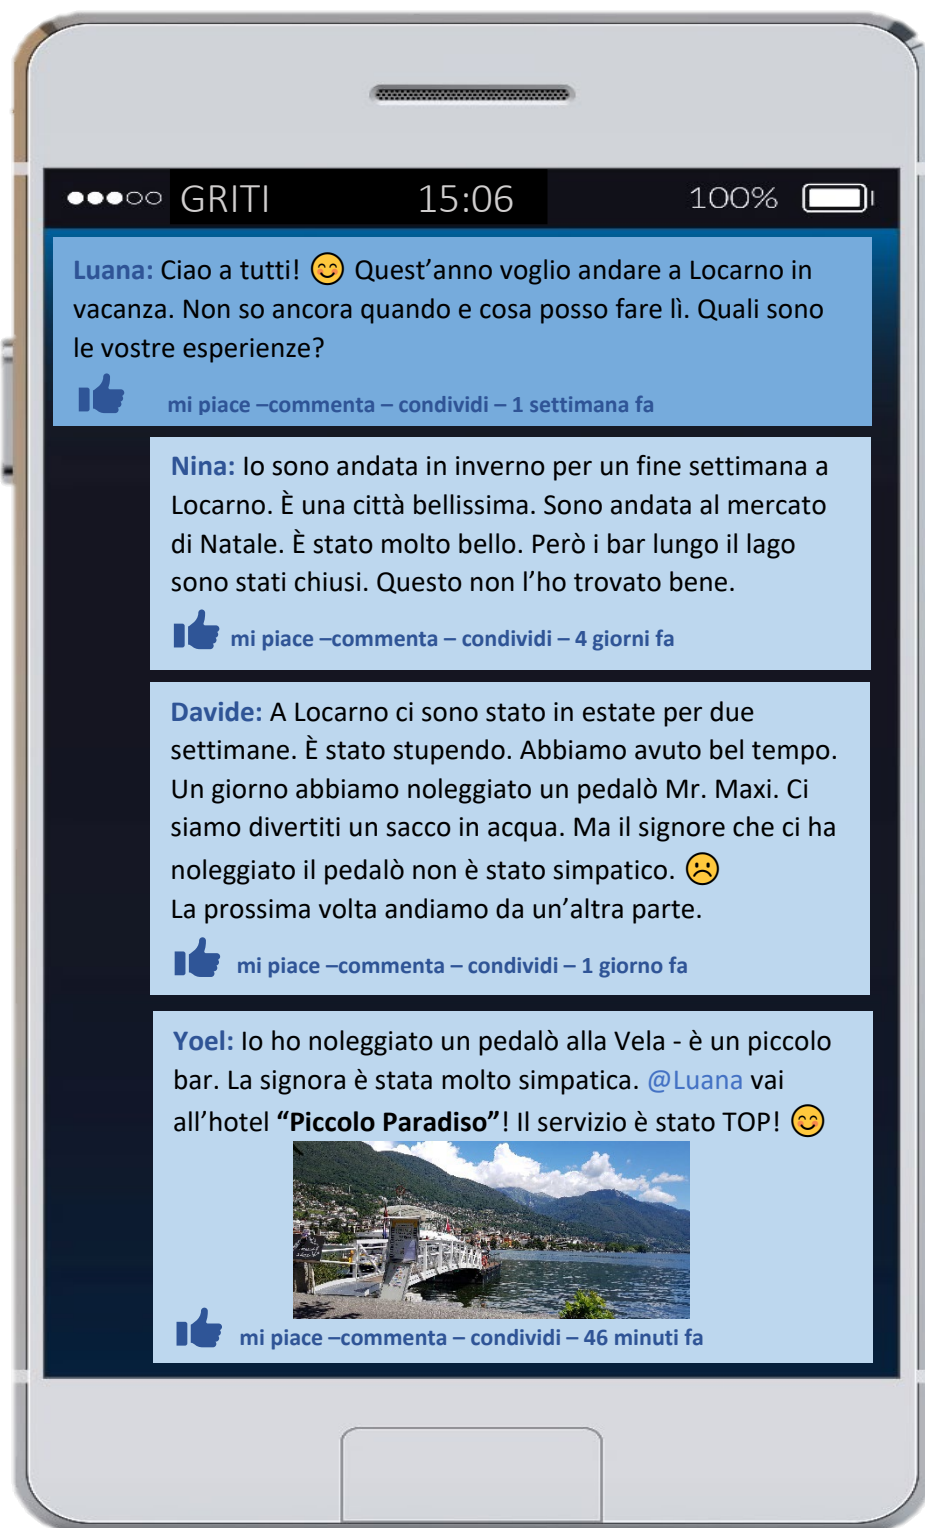 GRITI 15:06 100%
Luana: Ciao a tutti! 😊 Quest’anno voglio andare a Locarno in
vacanza. Non so ancora quando e cosa posso fare lì. Quali sono
le vostre esperienze?
mi piace –commenta – condividi – 1 settimana fa
Nina: Io sono andata in inverno per un fine settimana a
Locarno. È una città bellissima. Sono andata al mercato
di Natale. È stato molto bello. Però i bar lungo il lago
sono stati chiusi. Questo non l’ho trovato bene.
mi piace –commenta – condividi – 4 giorni fa
Davide: A Locarno ci sono stato in estate per due
settimane. È stato stupendo. Abbiamo avuto bel tempo.
Un giorno abbiamo noleggiato un pedalò Mr. Maxi. Ci
siamo divertiti un sacco in acqua. Ma il signore che ci ha
noleggiato il pedalò non è stato simpatico. ☹
La prossima volta andiamo da un’altra parte.
mi piace –commenta – condividi – 1 giorno fa
Yoel: Io ho noleggiato un pedalò alla Vela - è un piccolo
bar. La signora è stata molto simpatica. @Luana vai
all’hotel “Piccolo Paradiso”! Il servizio è stato TOP! 😊
mi piace –commenta – condividi – 46 minuti fa